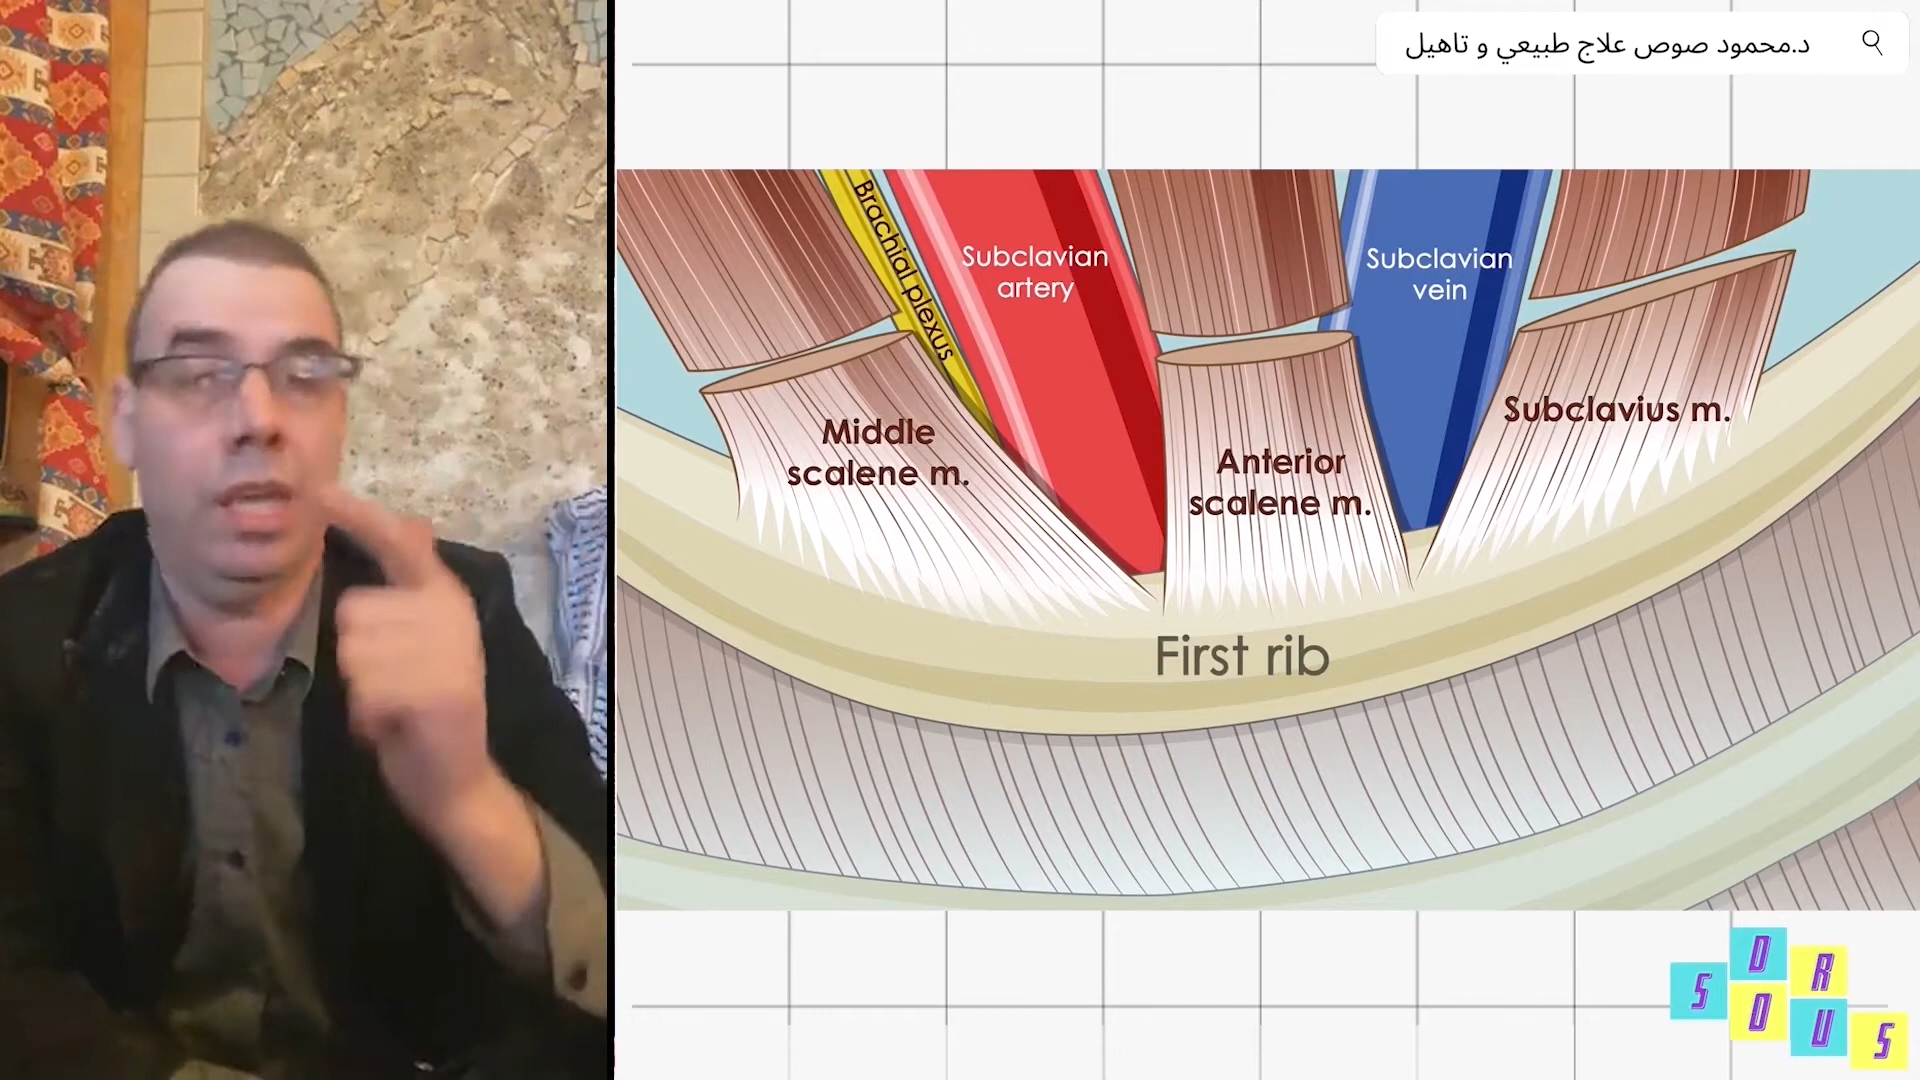 د.محمود صوص علاج طبيعي و تاهيل
Brachial plexus
Subclavian
artery
Subclavian
vein
Middle
scalene m.
Anterior
scalene m.
Subclavius m.
First rib
D R
S O U S